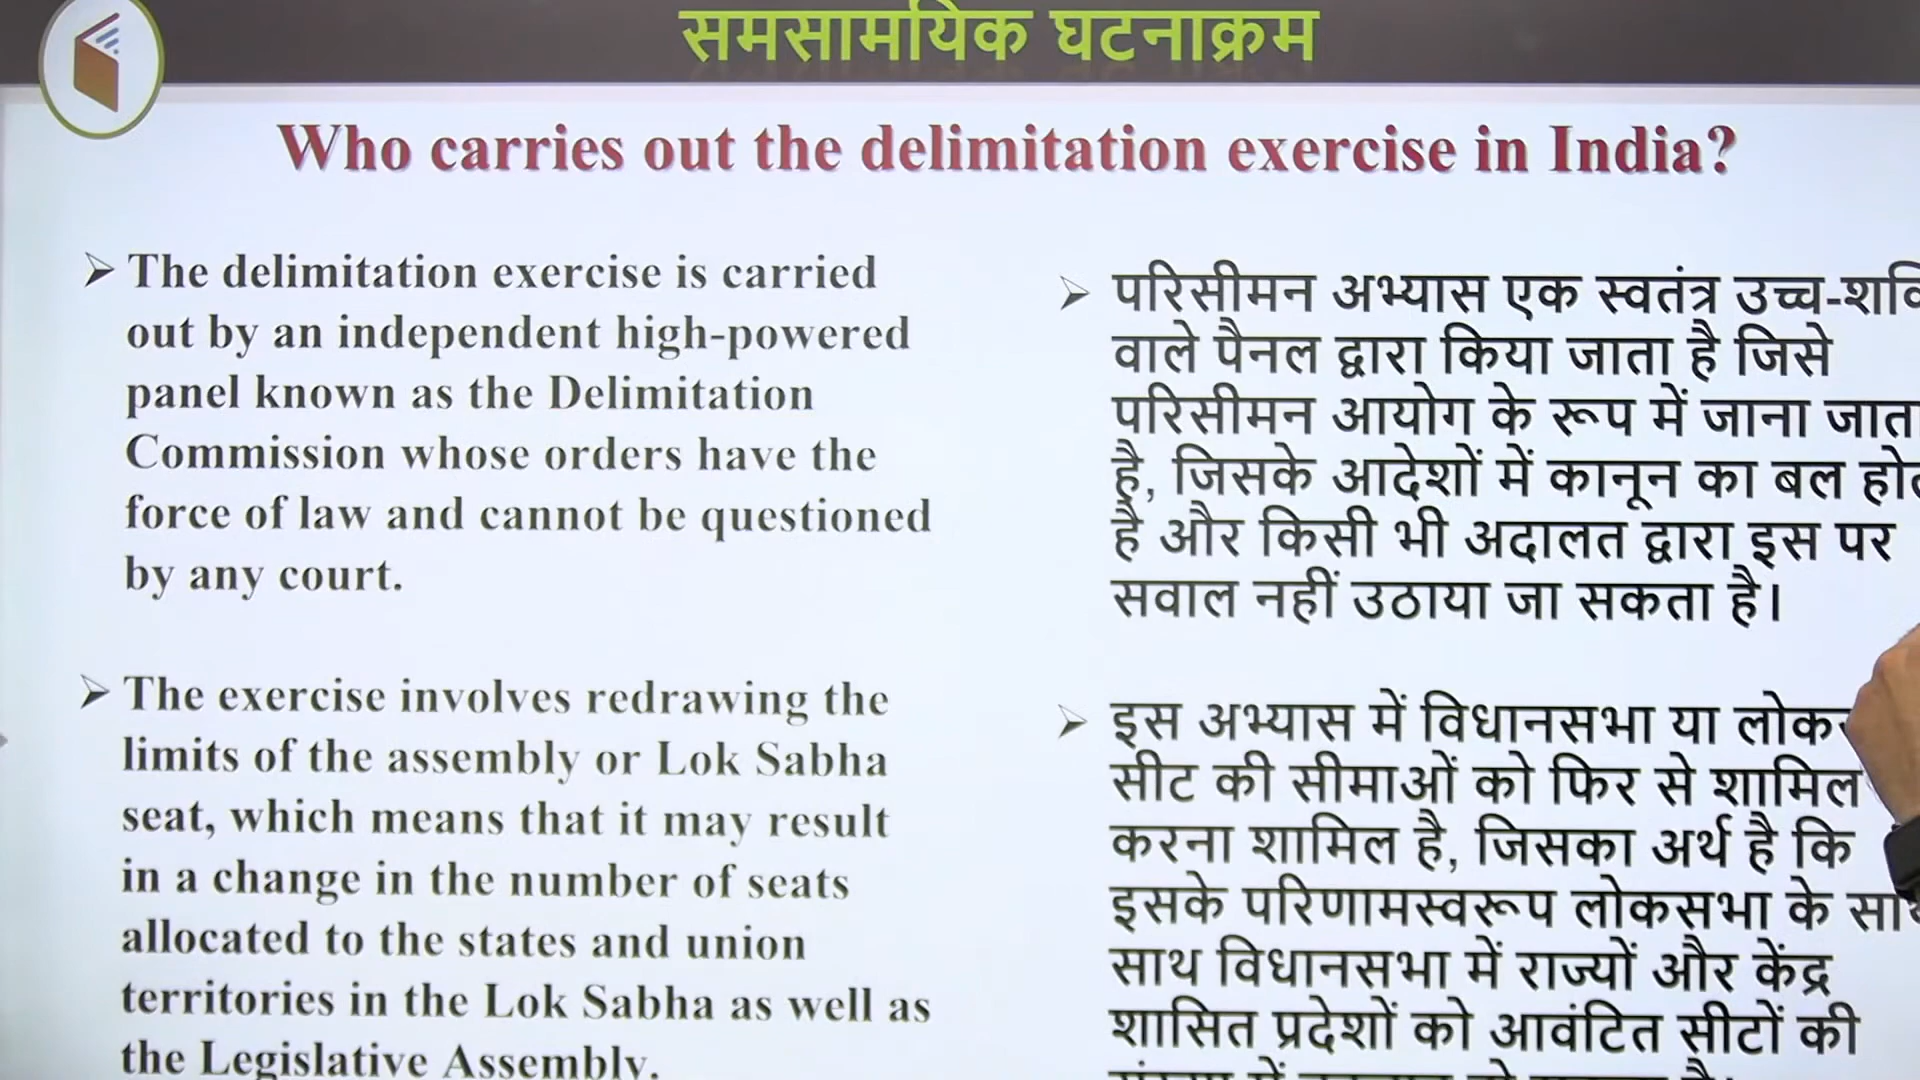 समसामयिक घटनाक्रम
Who carries out the delimitation exercise in India?
➢ The delimitation exercise is carried
out by an independent high-powered
panel known as the Delimitation
Commission whose orders have the
force of law and cannot be questioned
by any court.
➢ The exercise involves redrawing the
limits of the assembly or Lok Sabha
seat, which means that it may result
in a change in the number of seats
allocated to the states and union
territories in the Lok Sabha as well as
the Legislative Assembly.
➢ परिसीमन अभ्यास एक स्वतंत्र उच्च-
वाले पैनल द्वारा किया जाता है जिसे
परिसीमन आयोग के रूप में जाना
है, जिसके आदेशों में कानून का बल
है और किसी भी अदालत द्वारा इस पर
सवाल नहीं उठाया जा सकता है।
➢ इस अभ्यास में विधानसभा या
सीट की सीमाओं को फिर से शामिल
करना शामिल है, जिसका अर्थ है कि
इसके परिणामस्वरूप लोकसभा के
साथ विधानसभा में राज्यों और केंद्र
शासित प्रदेशों को आवंटित सीटों की